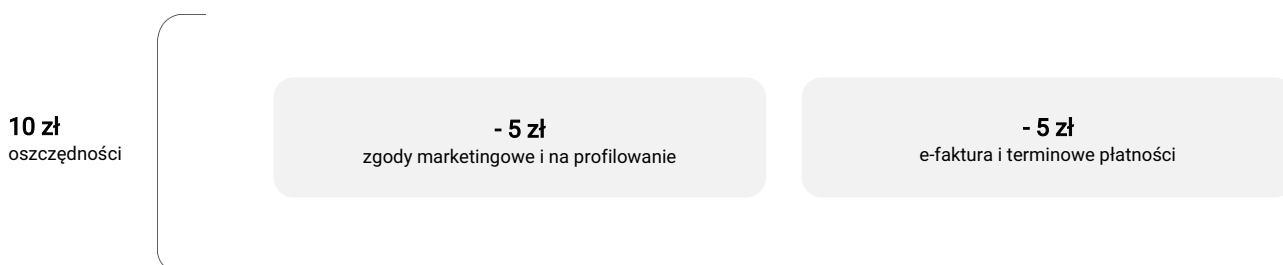 10 zł
oszczędności
- 5 zł
zgody marketingowe i na profilowanie
- 5 zł
e-faktura i terminowe płatności